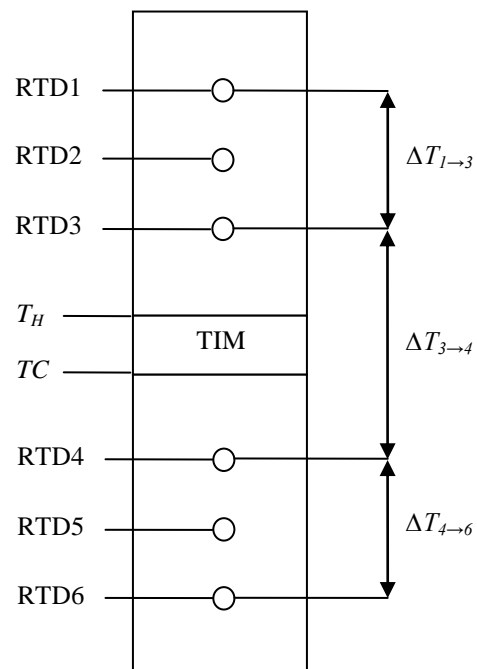 RTD1
ΔT1→3
RTD2
RTD3
TH
TIM
ΔT3→4
TC
RTD4
RTD5
ΔT4→6
RTD6